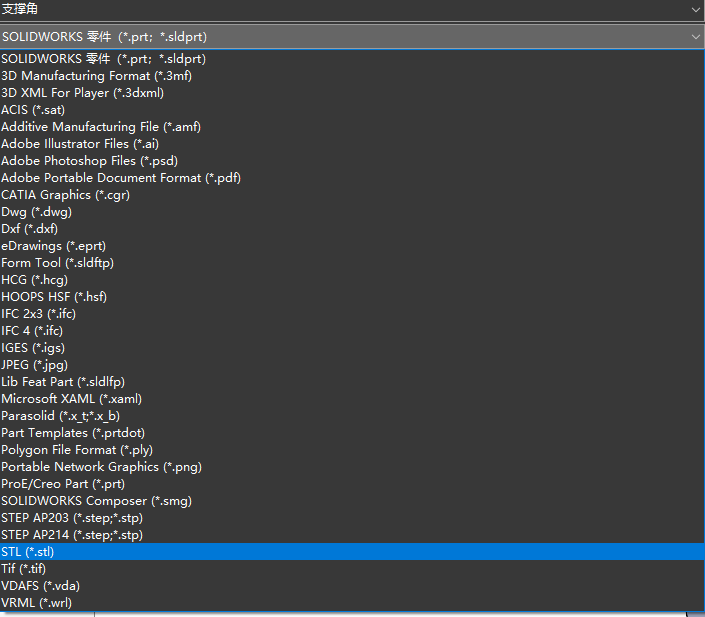 支撑角
SOLIDWORKS 零件 (*.prt; *.sldprt)
SOLIDWORKS 零件 (*.prt; *.sldprt)
3D Manufacturing Format (*.3mf)
3D XML For Player (*.3dxml)
ACIS (*.sat)
Additive Manufacturing File (*.amf)
Adobe Illustrator Files (*.ai)
Adobe Photoshop Files (*.psd)
Adobe Portable Document Format (*.pdf)
CATIA Graphics (*.cgr)
Dwg (*.dwg)
Dxf (*.dxf)
eDrawings (*.eprt)
Form Tool (*.sldftp)
HCG (*.hcg)
HOOPS HSF (*.hsf)
IFC 2x3 (*.ifc)
IFC 4 (*.ifc)
IGES (*.igs)
JPEG (*.jpg)
Lib Feat Part (*.sldlfp)
Microsoft XAML (*.xaml)
Parasolid (*.x_t;*.x_b)
Part Templates (*.prtdot)
Polygon File Format (*.ply)
Portable Network Graphics (*.png)
ProE/Creo Part (*.prt)
SOLIDWORKS Composer (*.smg)
STEP AP203 (*.step;*.stp)
STEP AP214 (*.step;*.stp)
STL (*.stl)
Tif (*.tif)
VDAFS (*.vda)
VRML (*.wrl)